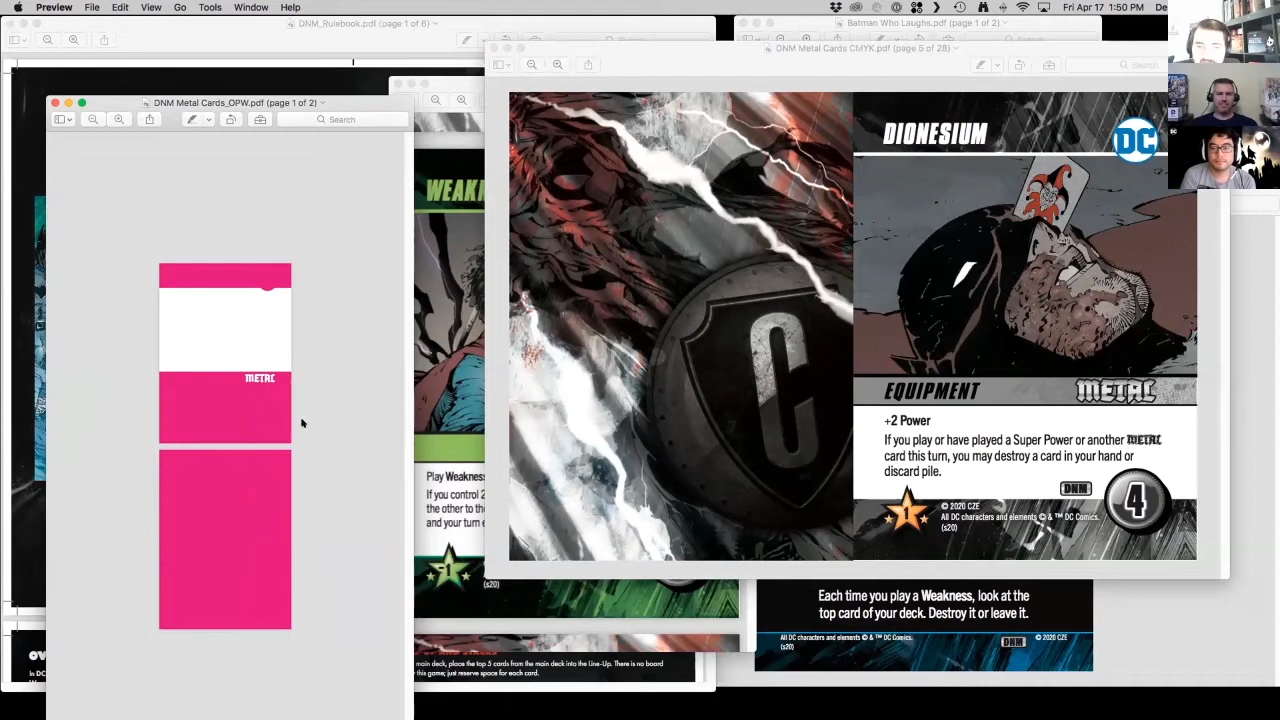 Preview File Edit View Go Tools Window Help
Fri Apr 17 1:50 PM
DNM_Rulebook.pdf (page 1 of 6)
Batman Who Laughs.pdf (page 1 of 2)
DNM Metal Cards CMYK.pdf (page 5 of 28)
Search
DNM Metal Cards_OPW.pdf (page 1 of 2)
Search
METAL
C
DIONESIUM
DC
EQUIPMENT
METAL
+2 Power
If you play or have played a Super Power or another METAL
card this turn, you may destroy a card in your hand or
discard pile.
DNM
1
© 2020 CZE
All DC characters and elements © & ™ DC Comics.
(s20)
4
Play Weakness
If you control 2
the other to the
and your turn
-1
(s20)
Each time you play a Weakness, look at the
top card of your deck. Destroy it or leave it.
All DC characters and elements © & ™ DC Comics.
(s20)
DNM
© 2020 CZE
main deck, place the top 5 cards from the main deck into the Line-Up. There is no board
this game; just reserve space for each card.
In DC